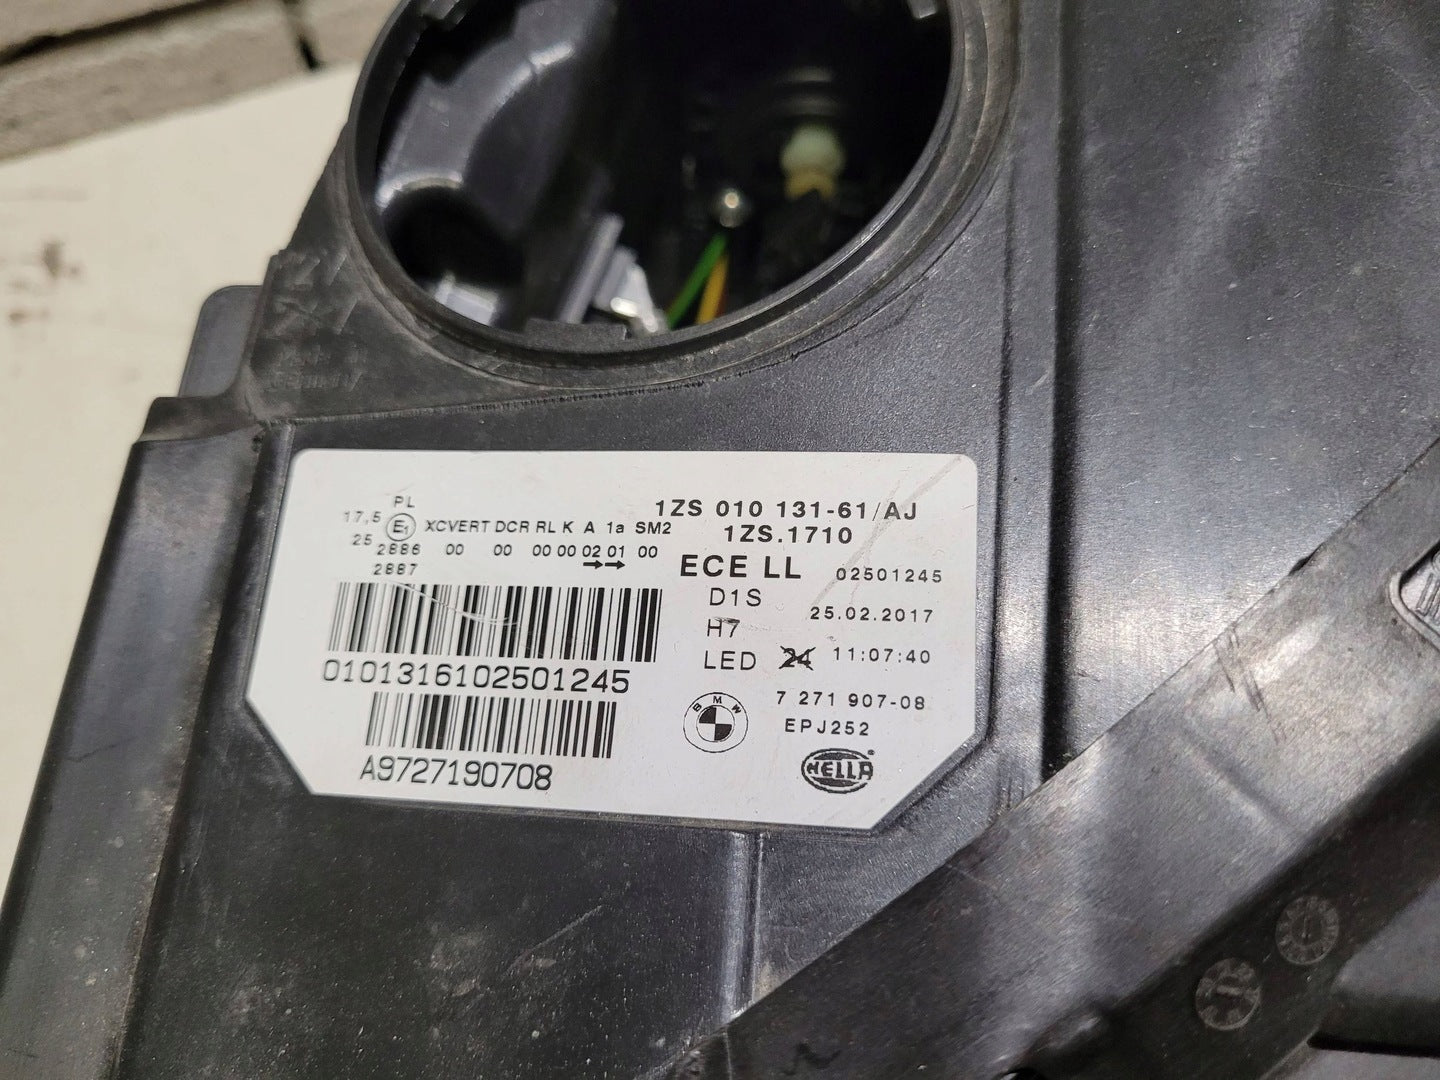 PL
17,5 E1 XCVERT DCR RL K A 1a SM2
25 2886 00 00 00 00 02 01 00
2887
→→
0101316102501245
A9727190708
1ZS 010 131-61/AJ
1ZS.1710
ECE LL 02501245
D1S 25.02.2017
H7
LED 24 11:07:40
BMW 7 271 907-08
EPJ252
HELLA®